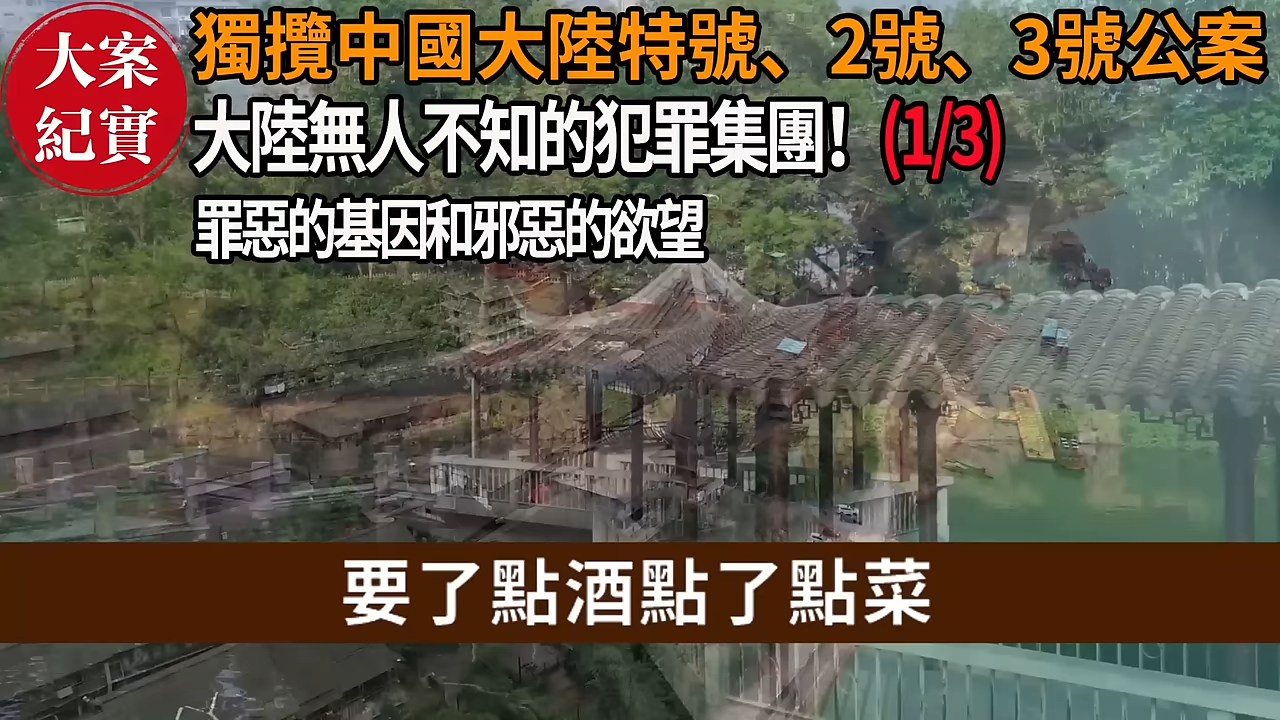 大案
紀實
獨攬中國大陸特號、2號、3號公案
大陸無人不知的犯罪集團！(1/3)
罪惡的基因和邪惡的欲望
要了點酒點了點菜